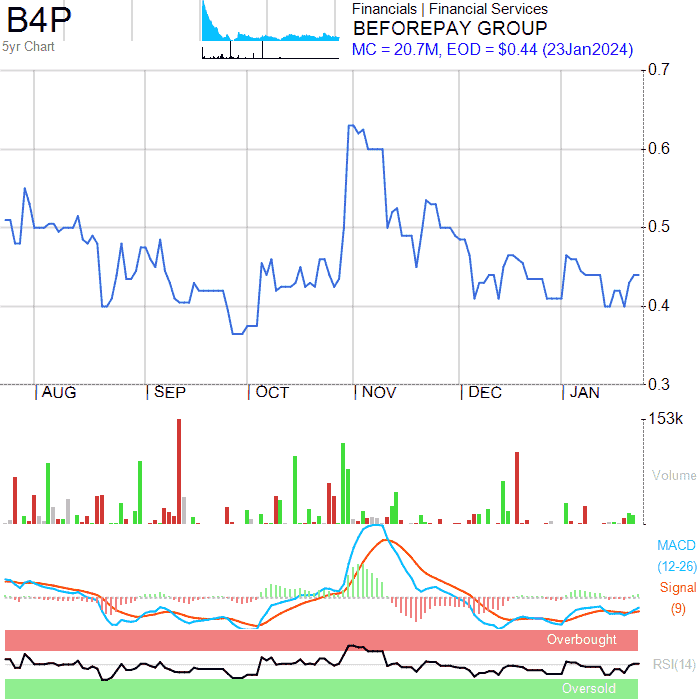 B4P
5yr Chart
Financials | Financial Services
BEFOREPAY GROUP
MC = 20.7M, EOD = $0.44 (23Jan2024)
0.7
0.6
0.5
0.4
0.3
AUG SEP OCT NOV DEC JAN
153k
Volume
MACD
(12-26)
Signal
(9)
Overbought
RSI(14)
Oversold